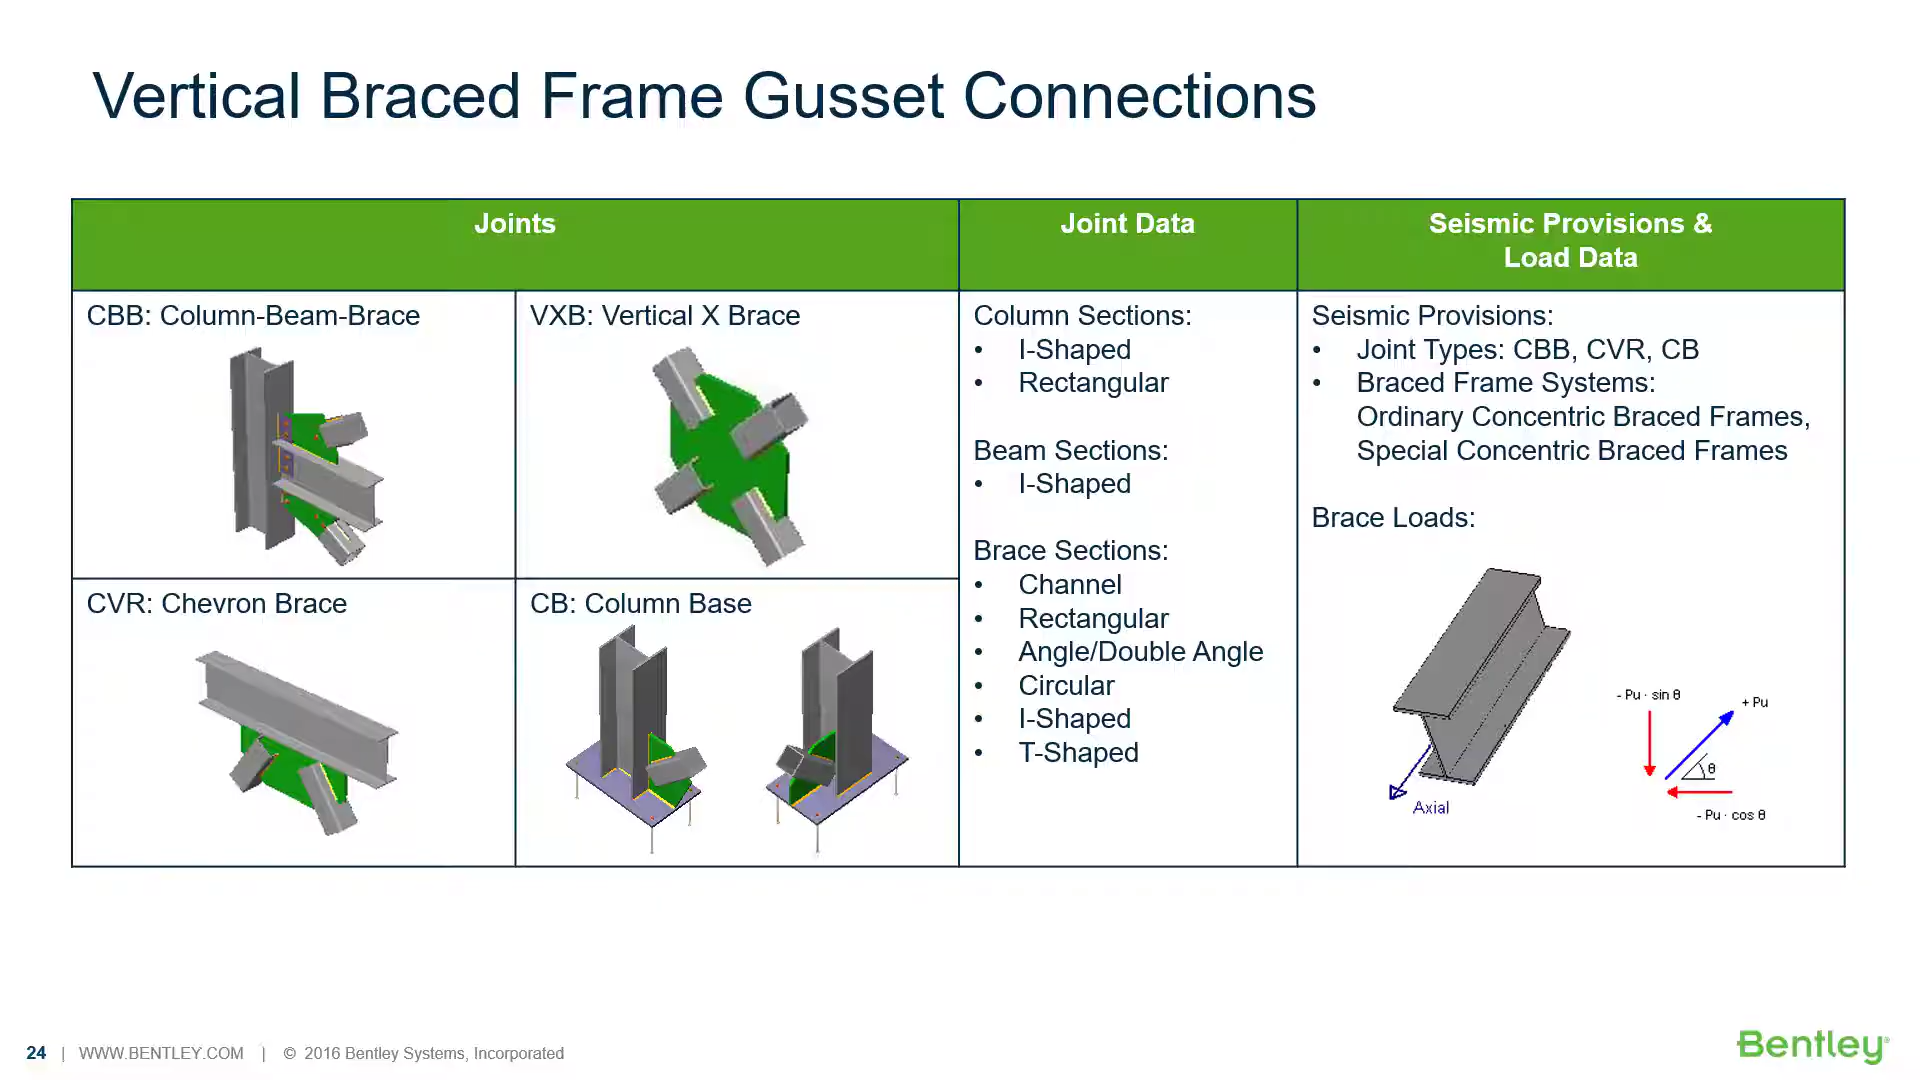 Vertical Braced Frame Gusset Connections
Joints
Joint Data
Seismic Provisions &
Load Data
CBB: Column-Beam-Brace
VXB: Vertical X Brace
CVR: Chevron Brace
CB: Column Base
Column Sections:
• I-Shaped
• Rectangular
Beam Sections:
• I-Shaped
Brace Sections:
• Channel
• Rectangular
• Angle/Double Angle
• Circular
• I-Shaped
• T-Shaped
Seismic Provisions:
• Joint Types: CBB, CVR, CB
• Braced Frame Systems:
Ordinary Concentric Braced Frames,
Special Concentric Braced Frames
Brace Loads:
Axial
- Pu · sin θ
+ Pu
θ
- Pu · cos θ
24 | WWW.BENTLEY.COM | © 2016 Bentley Systems, Incorporated
Bentley®